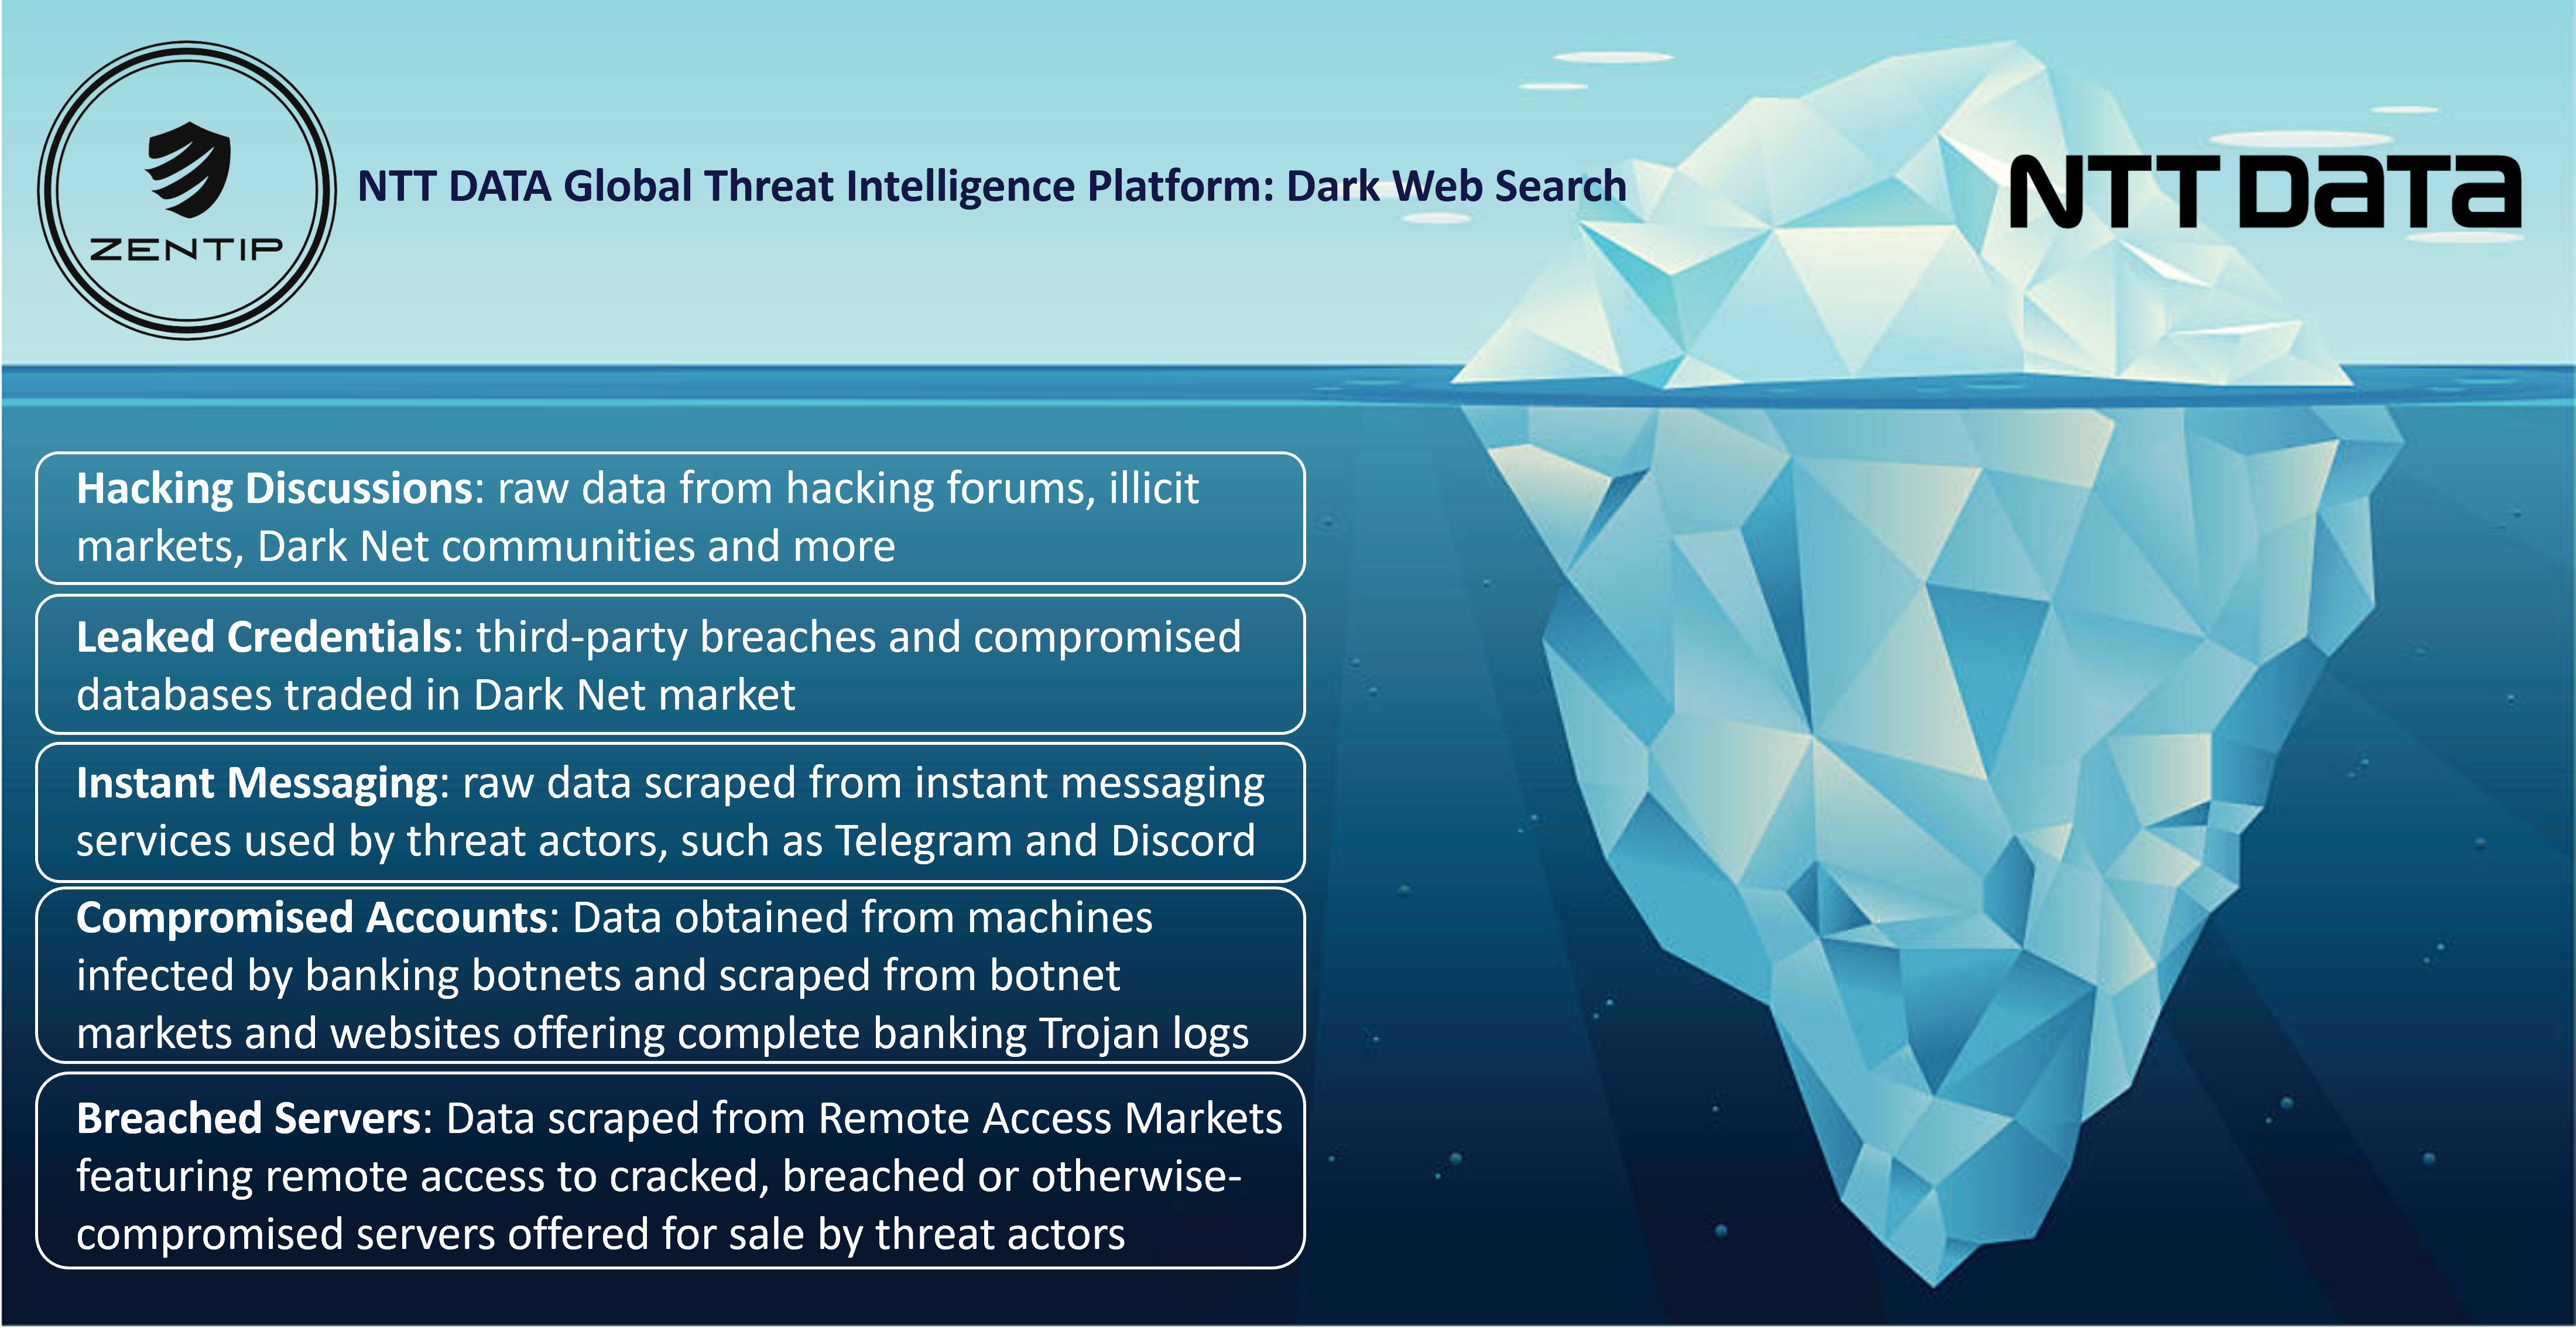 ZENTIP
NTT DATA Global Threat Intelligence Platform: Dark Web Search
NTT DATA
Hacking Discussions: raw data from hacking forums, illicit
markets, Dark Net communities and more
Leaked Credentials: third-party breaches and compromised
databases traded in Dark Net market
Instant Messaging: raw data scraped from instant messaging
services used by threat actors, such as Telegram and Discord
Compromised Accounts: Data obtained from machines
infected by banking botnets and scraped from botnet
markets and websites offering complete banking Trojan logs
Breached Servers: Data scraped from Remote Access Markets
featuring remote access to cracked, breached or otherwise-
compromised servers offered for sale by threat actors